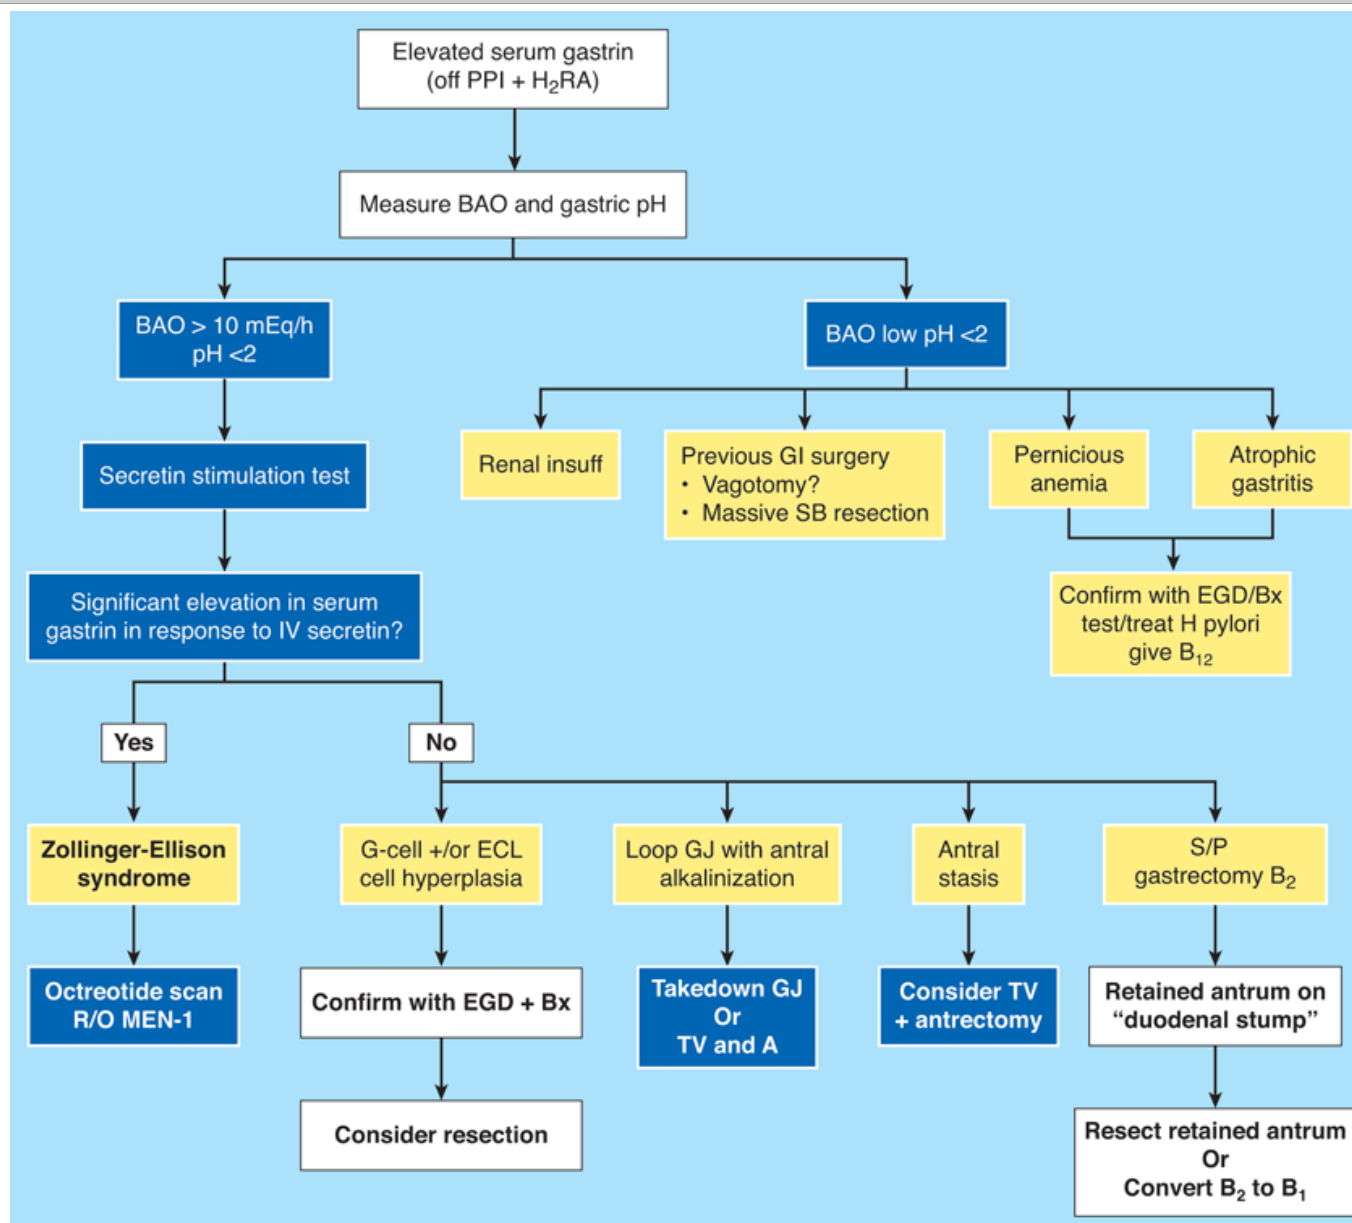 Elevated serum gastrin
(off PPI + H₂RA)
Measure BAO and gastric pH
BAO > 10 mEq/h
pH <2
BAO low pH <2
Secretin stimulation test
Renal insuff
Previous GI surgery
• Vagotomy?
• Massive SB resection
Pernicious
anemia
Atrophic
gastritis
Significant elevation in serum
gastrin in response to IV secretin?
Confirm with EGD/Bx
test/treat H pylori
give B₁₂
Yes
No
Zollinger-Ellison
syndrome
G-cell +/or ECL
cell hyperplasia
Loop GJ with antral
alkalinization
Antral
stasis
S/P
gastrectomy B₂
Octreotide scan
R/O MEN-1
Confirm with EGD + Bx
Takedown GJ
Or
TV and A
Consider TV
+ antrectomy
Retained antrum on
“duodenal stump”
Consider resection
Resect retained antrum
Or
Convert B₂ to B₁